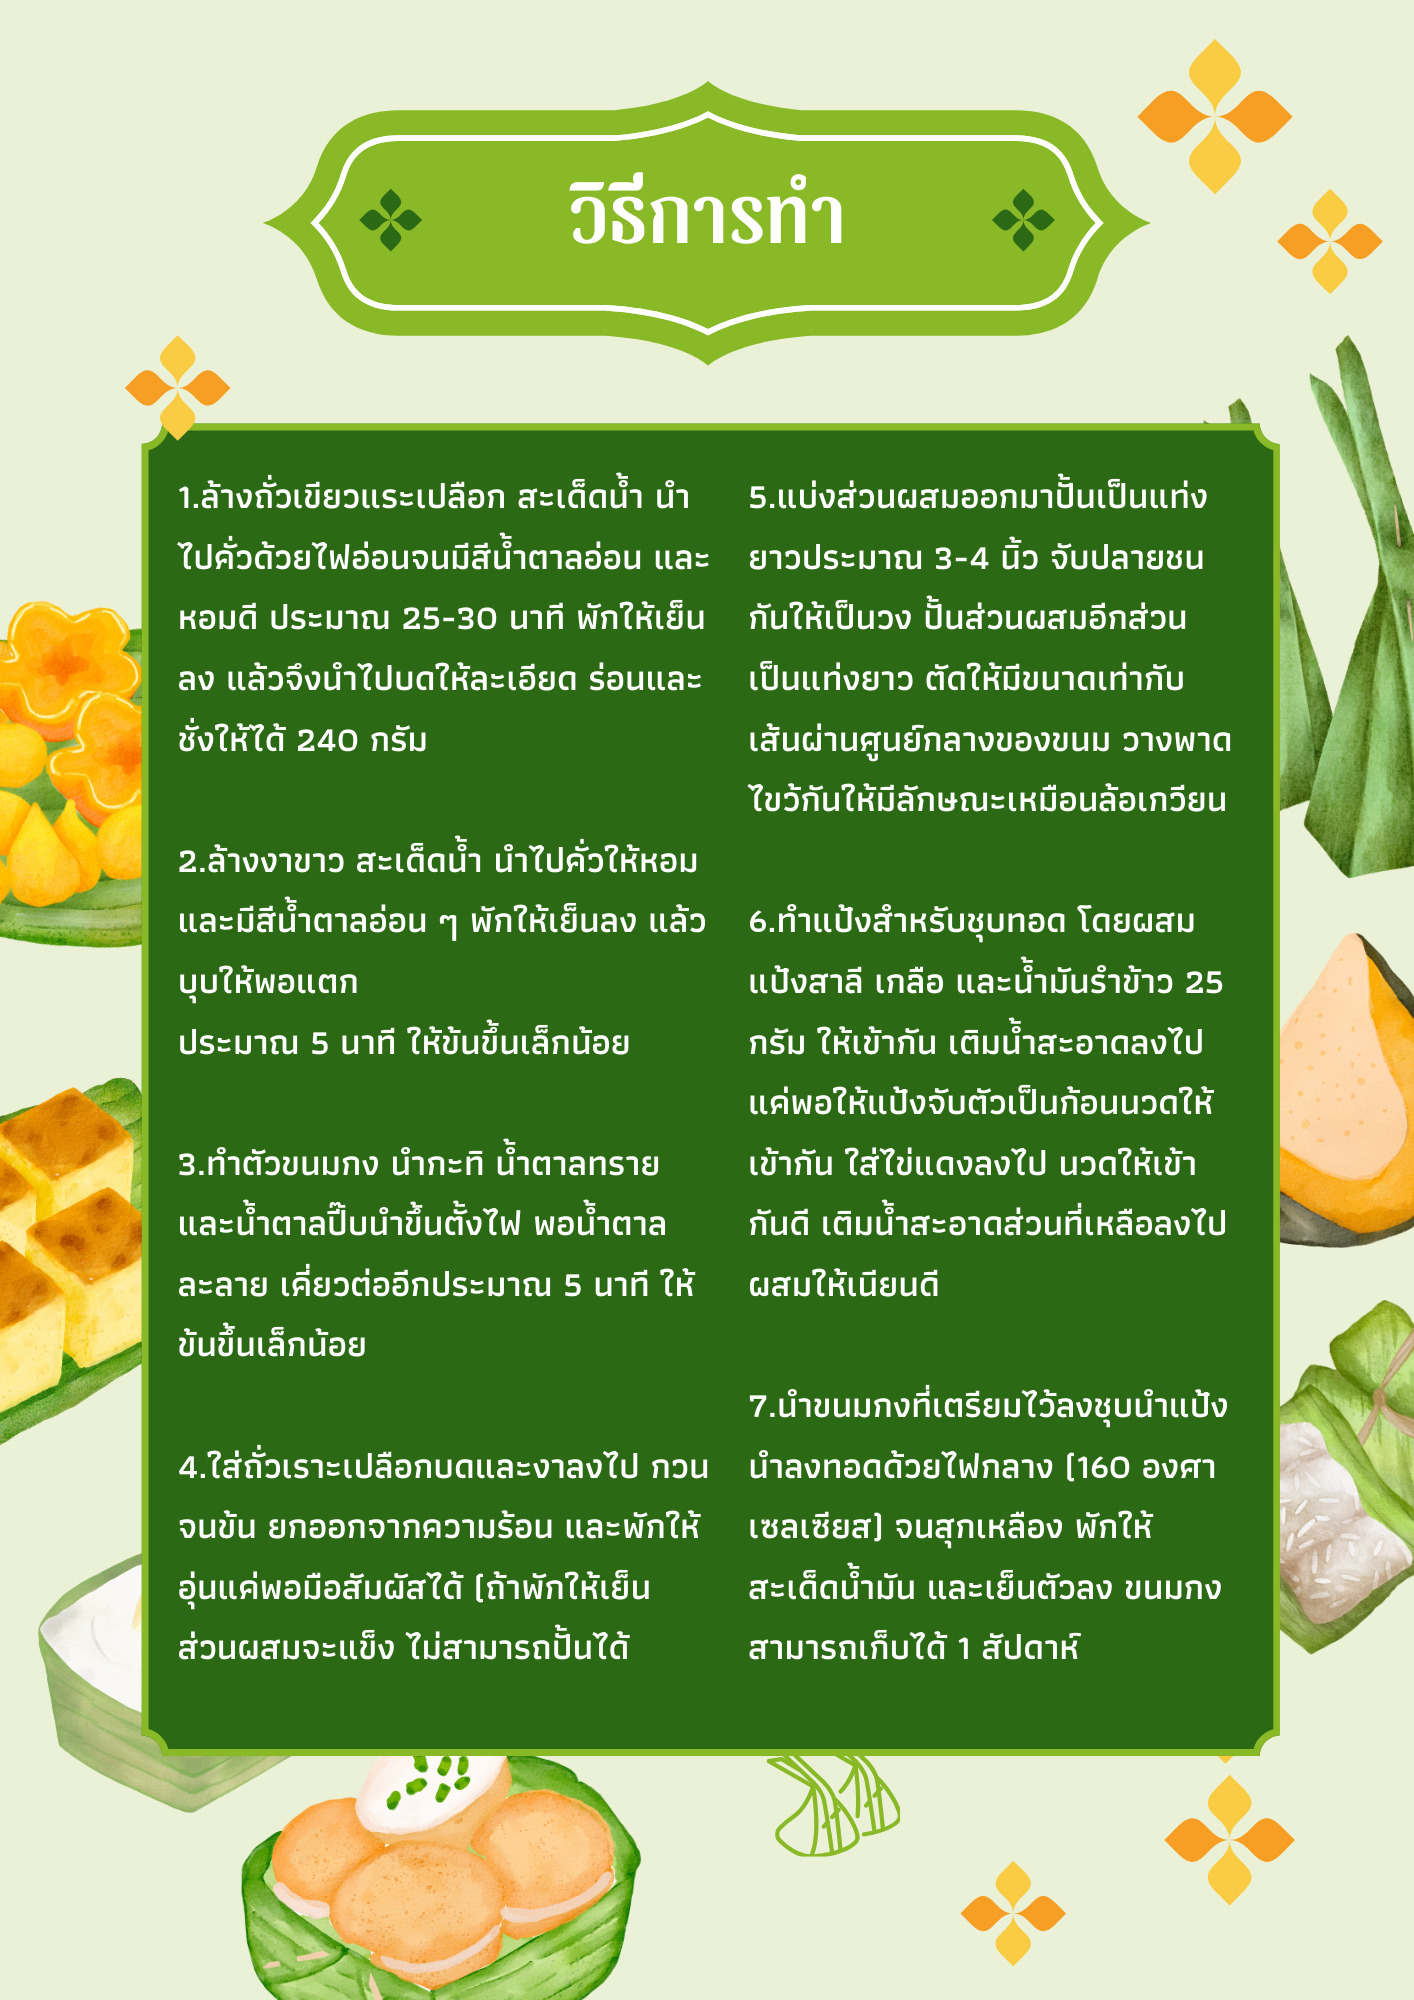 วิธีการทำ
1.ล้างถั่วเขียวแระเปลือก สะเด็ดน้ำ นำ
ไปคั่วด้วยไฟอ่อนจนมีสีน้ำตาลอ่อน และ
หอมดี ประมาณ 25-30 นาที พักให้เย็น
ลง แล้วจึงนำไปบดให้ละเอียด ร่อนและ
ชั่งให้ได้ 240 กรัม
2.ล้างงาขาว สะเด็ดน้ำ นำไปคั่วให้หอม
และมีสีน้ำตาลอ่อน ๆ พักให้เย็นลง แล้ว
บุบให้พอแตก
ประมาณ 5 นาที ให้ข้นขึ้นเล็กน้อย
3.ทำตัวขนมกง นำกะทิ น้ำตาลทราย
และน้ำตาลปี๊บนำขึ้นตั้งไฟ พอน้ำตาล
ละลาย เคี่ยวต่ออีกประมาณ 5 นาที ให้
ข้นขึ้นเล็กน้อย
4.ใส่ถั่วเราะเปลือกบดและงาลงไป กวน
จนข้น ยกออกจากความร้อน และพักให้
อุ่นแค่พอมือสัมผัสได้ (ถ้าพักให้เย็น
ส่วนผสมจะแข็ง ไม่สามารถปั้นได้
5.แบ่งส่วนผสมออกมาปั้นเป็นแท่ง
ยาวประมาณ 3-4 นิ้ว จับปลายชน
กันให้เป็นวง ปั้นส่วนผสมอีกส่วน
เป็นแท่งยาว ตัดให้มีขนาดเท่ากับ
เส้นผ่านศูนย์กลางของขนม วางพาด
ไขว้กันให้มีลักษณะเหมือนล้อเกวียน
6.ทำแป้งสำหรับชุบทอด โดยผสม
แป้งสาลี เกลือ และน้ำมันรำข้าว 25
กรัม ให้เข้ากัน เติมน้ำสะอาดลงไป
แค่พอให้แป้งจับตัวเป็นก้อนนวดให้
เข้ากัน ใส่ไข่แดงลงไป นวดให้เข้า
กันดี เติมน้ำสะอาดส่วนที่เหลือลงไป
ผสมให้เนียนดี
7.นำขนมกงที่เตรียมไว้ลงชุบนำแป้ง
นำลงทอดด้วยไฟกลาง (160 องศา
เซลเซียส) จนสุกเหลือง พักให้
สะเด็ดน้ำมัน และเย็นตัวลง ขนมกง
สามารถเก็บได้ 1 สัปดาห์